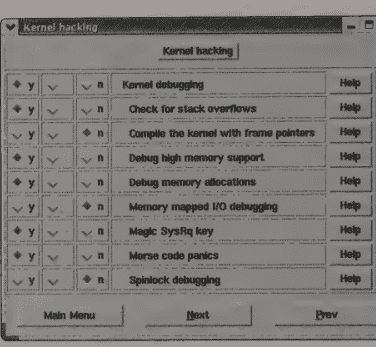 Kernel hacking
Kernel hacking
y n Kernel debugging Help
y n Check for stack overflows Help
y n Compile the kernel with frame pointers Help
y n Debug high memory support Help
y n Debug memory allocations Help
y n Memory mapped I/O debugging Help
y n Magic SysRq key Help
y n Morse code panics Help
y n Spinlock debugging Help
Main Menu Next Prev